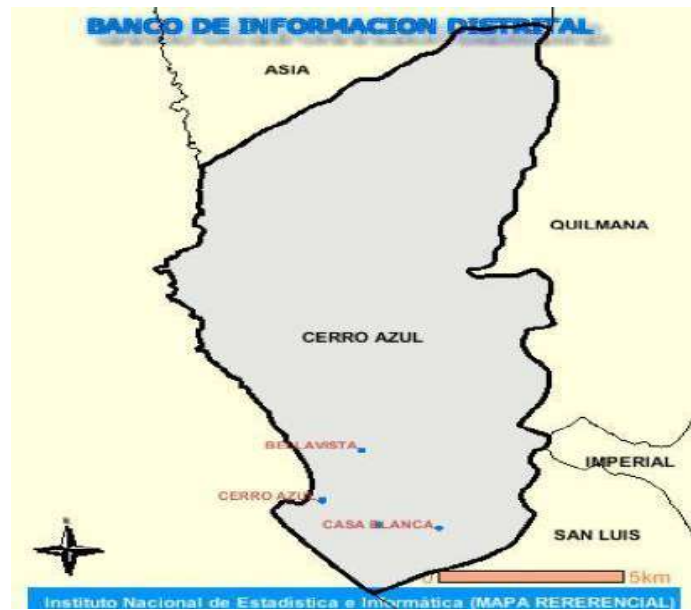 BANCO DE INFORMACION DISTRITAL
ASIA
QUILMANA
CERRO AZUL
BELLAVISTA
IMPERIAL
CERRO AZUL
CASA BLANCA
SAN LUIS
0 5km
Instituto Nacional de Estadistica e Informática (MAPA RERERENCIAL)